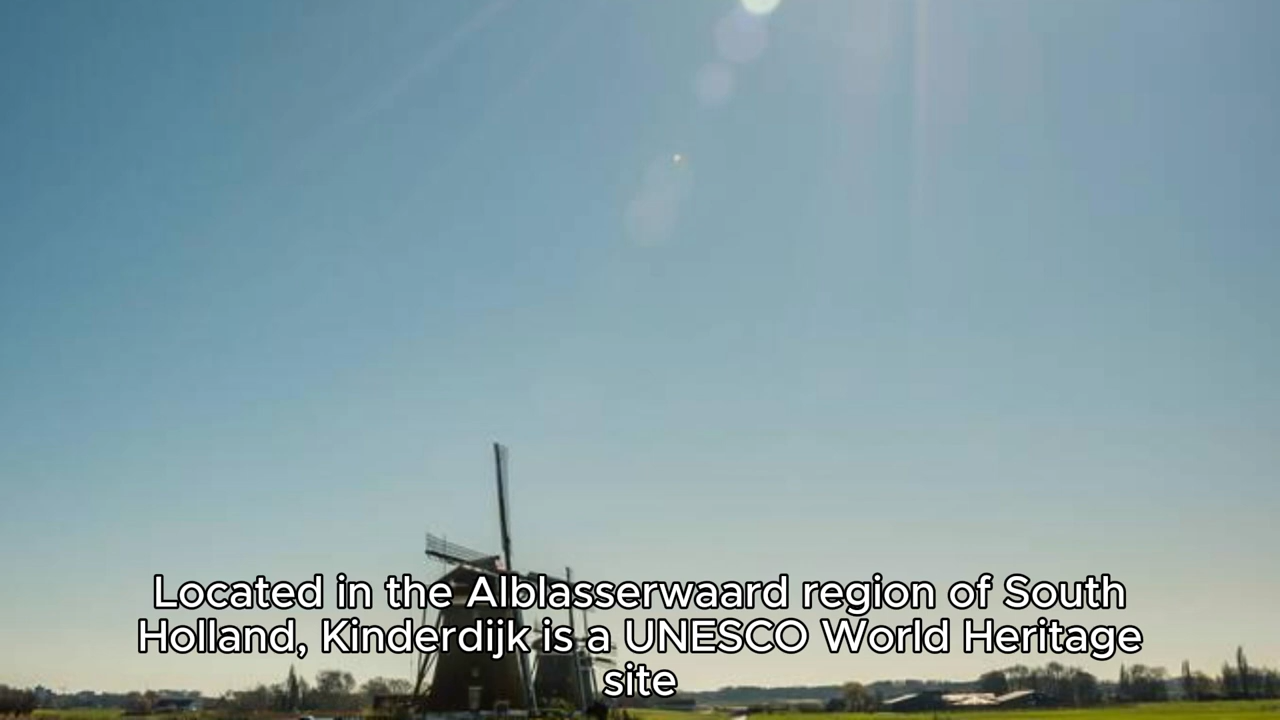 Located in the Alblasserwaard region of South
Holland, Kinderdijk is a UNESCO World Heritage
site